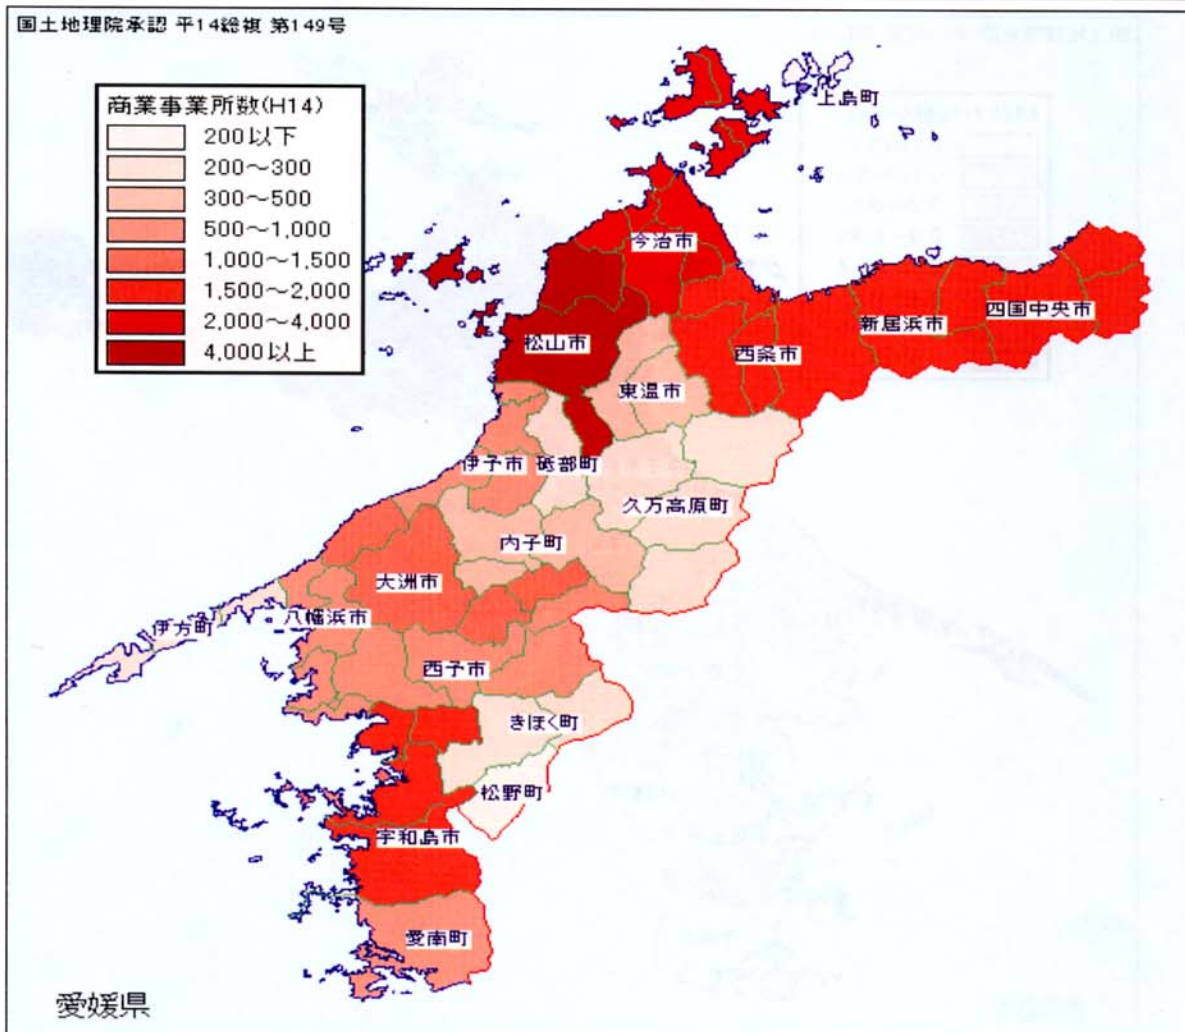 国土地理院承認 平14総複 第149号
商業事業所数(H14)
200以下
200～300
300～500
500～1,000
1,000～1,500
1,500～2,000
2,000～4,000
4,000以上
上島町
今治市
四国中央市
新居浜市
松山市
西条市
東温市
伊予市
砥部町
久万高原町
内子町
大洲市
八幡浜市
伊方町
西予市
きほく町
松野町
宇和島市
愛南町
愛媛県